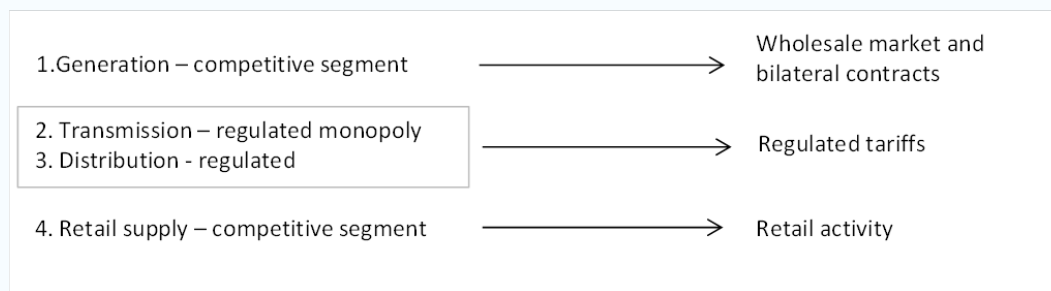 1.Generation – competitive segment
Wholesale market and
bilateral contracts
2. Transmission – regulated monopoly
3. Distribution - regulated
Regulated tariffs
4. Retail supply – competitive segment
Retail activity